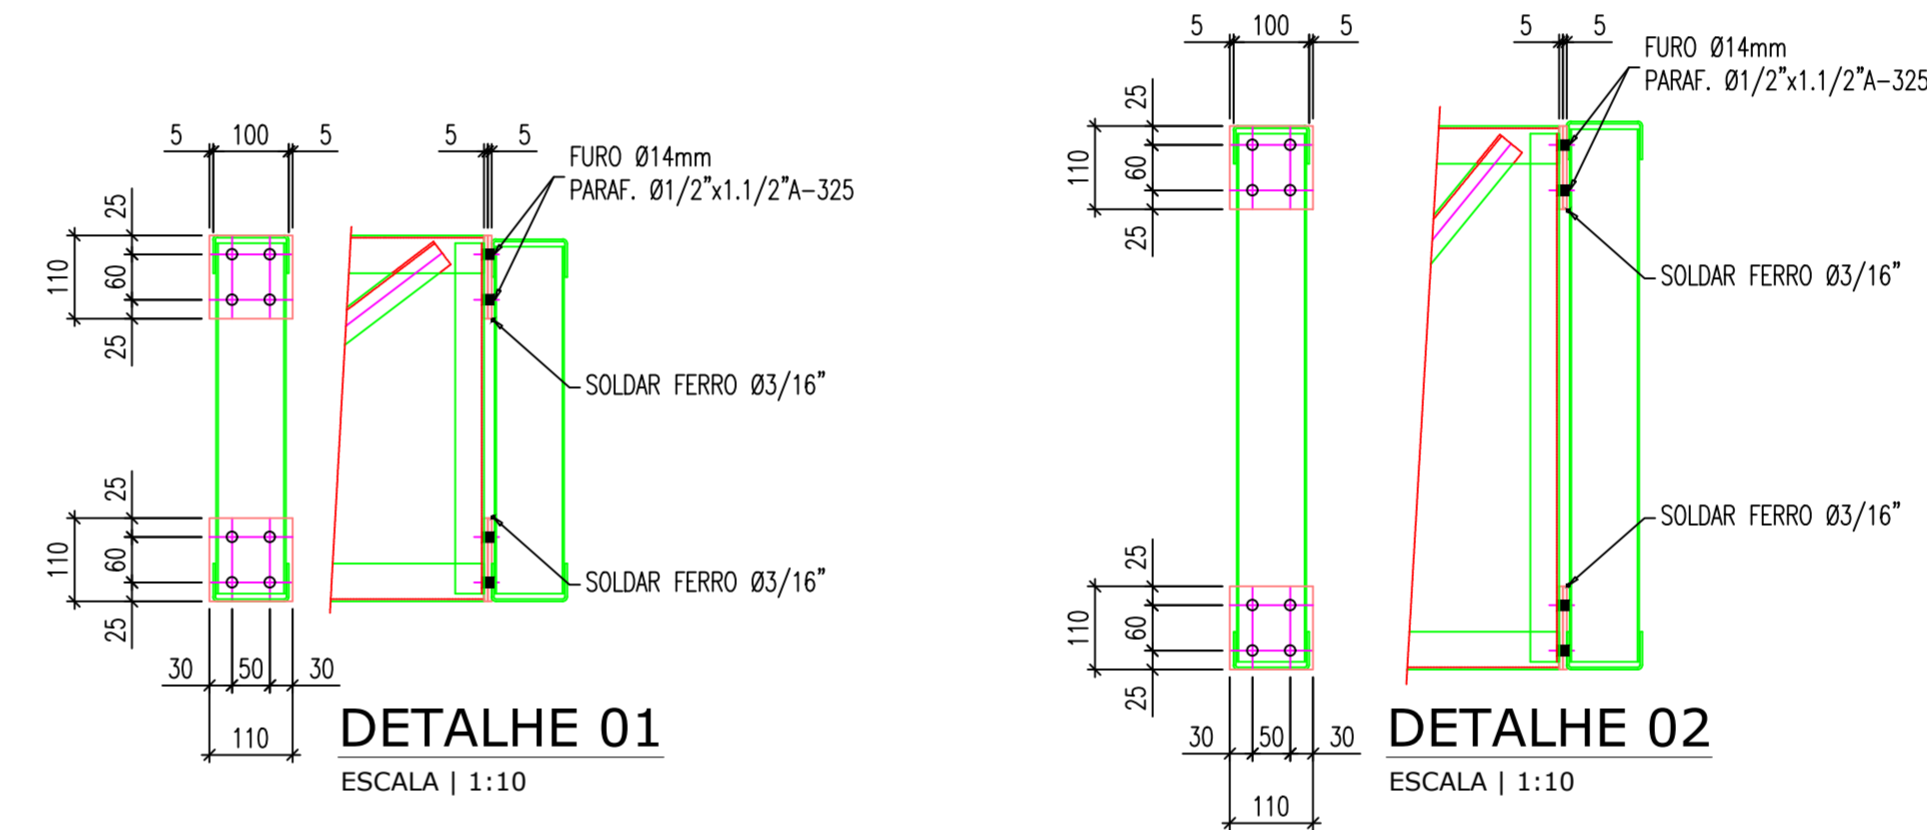 5 100 5
5 5
FURO Ø14mm
PARAF. Ø1/2"x1.1/2"A-325
25
110
60
25
SOLDAR FERRO Ø3/16"
25
110
60
25
SOLDAR FERRO Ø3/16"
30 50 30
110
DETALHE 01
ESCALA | 1:10
5 100 5
5 5
FURO Ø14mm
PARAF. Ø1/2"x1.1/2"A-325
25
110
60
25
SOLDAR FERRO Ø3/16"
SOLDAR FERRO Ø3/16"
25
110
60
25
30 50 30
110
DETALHE 02
ESCALA | 1:10